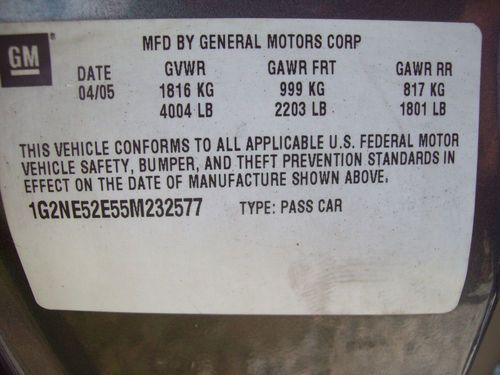 GM ®
MFD BY GENERAL MOTORS CORP
DATE GVWR GAWR FRT GAWR RR
04/05 1816 KG 999 KG 817 KG
4004 LB 2203 LB 1801 LB
THIS VEHICLE CONFORMS TO ALL APPLICABLE U.S. FEDERAL MOTOR
VEHICLE SAFETY, BUMPER, AND THEFT PREVENTION STANDARDS IN
EFFECT ON THE DATE OF MANUFACTURE SHOWN ABOVE.
1G2NE52E55M232577 TYPE: PASS CAR